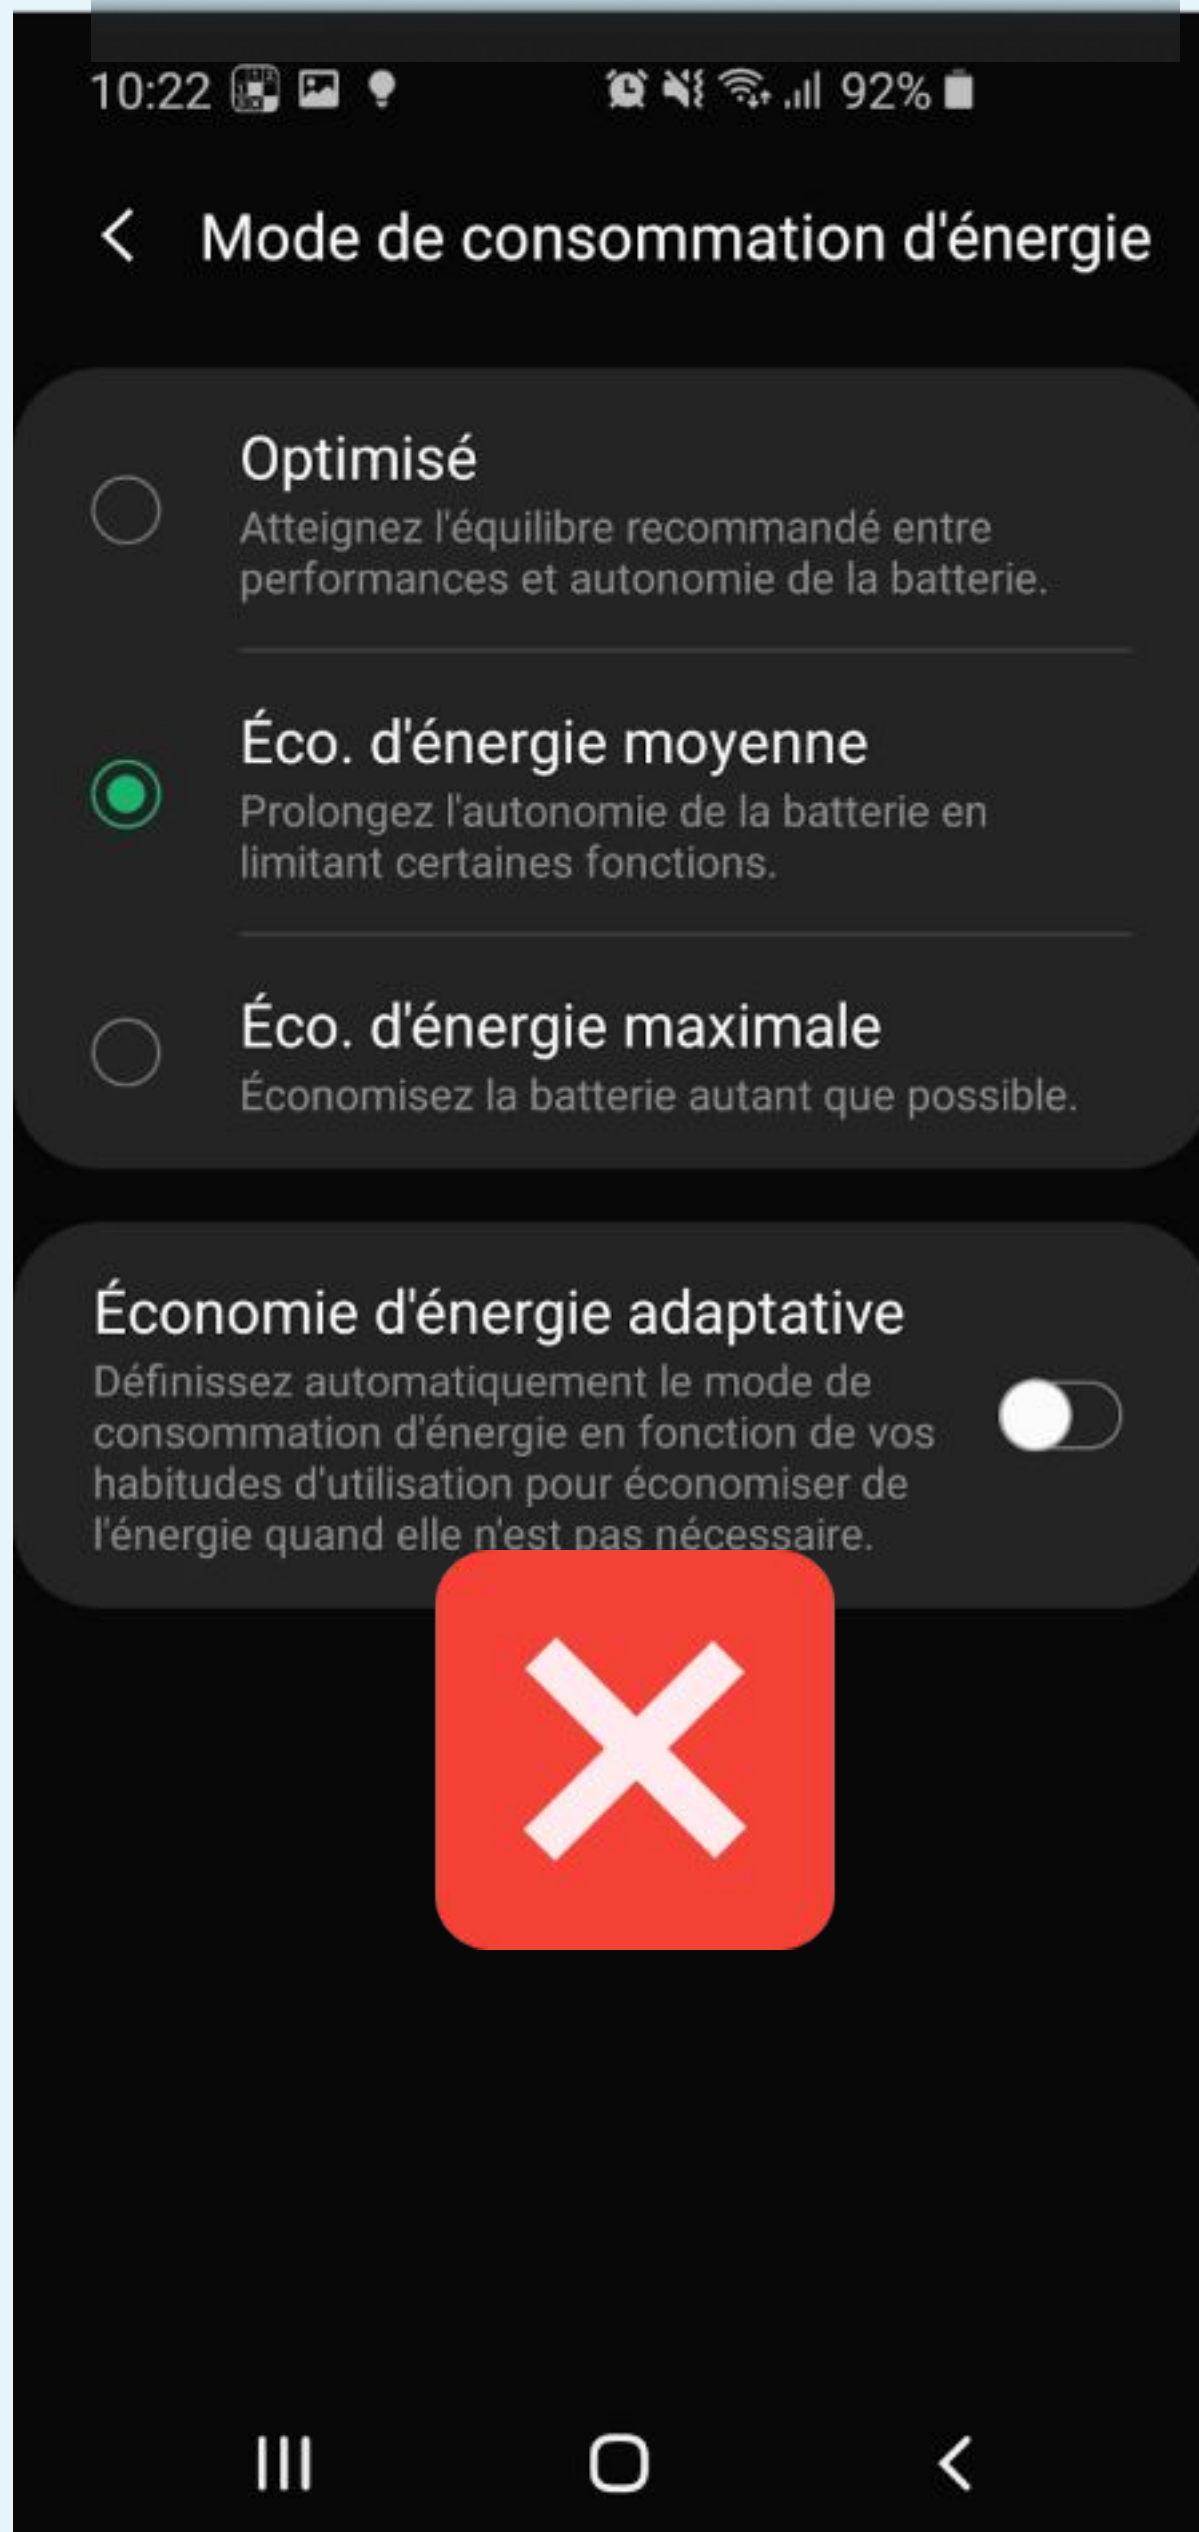 10:22 92%
Mode de consommation d'énergie
Optimisé
Atteignez l'équilibre recommandé entre
performances et autonomie de la batterie.
Éco. d'énergie moyenne
Prolongez l'autonomie de la batterie en
limitant certaines fonctions.
Éco. d'énergie maximale
Économisez la batterie autant que possible.
Économie d'énergie adaptative
Définissez automatiquement le mode de
consommation d'énergie en fonction de vos
habitudes d'utilisation pour économiser de
l'énergie quand elle n'est pas nécessaire.